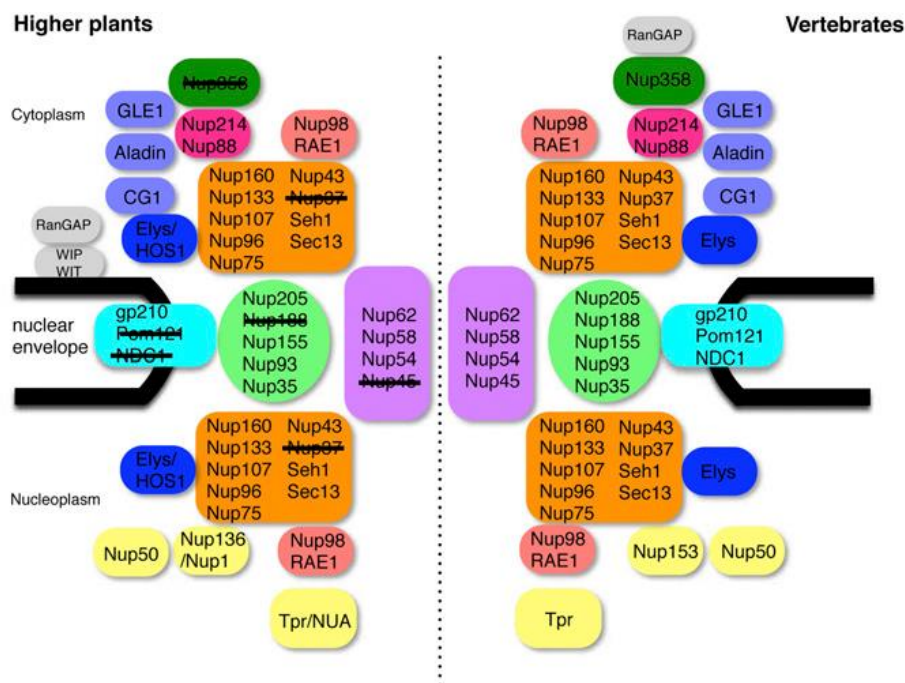 Higher plants
Vertebrates
Cytoplasm
Nup358
GLE1
Nup214
Nup88
Nup98
RAE1
Aladin
CG1
Nup160
Nup133
Nup107
Nup96
Nup75
Nup43
Nup37
Seh1
Sec13
RanGAP
WIP
WIT
Elys/
HOS1
nuclear
envelope
gp210
Pom121
NDC1
Nup205
Nup188
Nup155
Nup93
Nup35
Nup62
Nup58
Nup54
Nup45
Nucleoplasm
Elys/
HOS1
Nup160
Nup133
Nup107
Nup96
Nup75
Nup43
Nup37
Seh1
Sec13
Nup50
Nup136
/Nup1
Nup98
RAE1
Tpr/NUA
RanGAP
Nup358
Nup98
RAE1
Nup214
Nup88
GLE1
Aladin
CG1
Nup160
Nup133
Nup107
Nup96
Nup75
Nup43
Nup37
Seh1
Sec13
Elys
Nup62
Nup58
Nup54
Nup45
Nup205
Nup188
Nup155
Nup93
Nup35
gp210
Pom121
NDC1
Nup160
Nup133
Nup107
Nup96
Nup75
Nup43
Nup37
Seh1
Sec13
Elys
Nup98
RAE1
Nup153
Nup50
Tpr